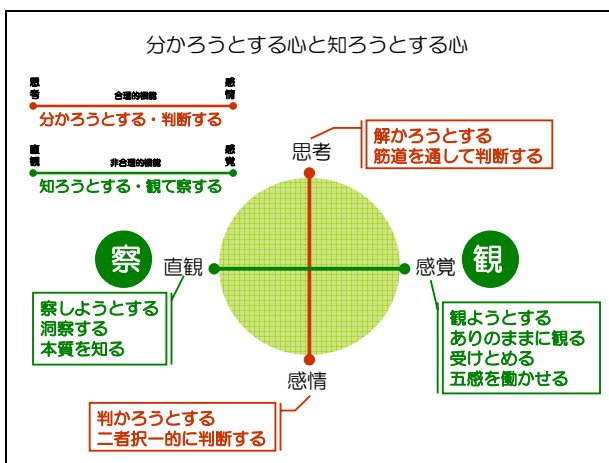 分かろうとする心と知ろうとする心
思考
合理的機能
感情
分かろうとする・判断する
直観
非合理的機能
感覚
知ろうとする・観て察する
思考
解かろうとする
筋道を通して判断する
察
直観
感覚
観
察しようとする
洞察する
本質を知る
観ようとする
ありのままに観る
受けとめる
五感を働かせる
感情
判かろうとする
二者択一的に判断する